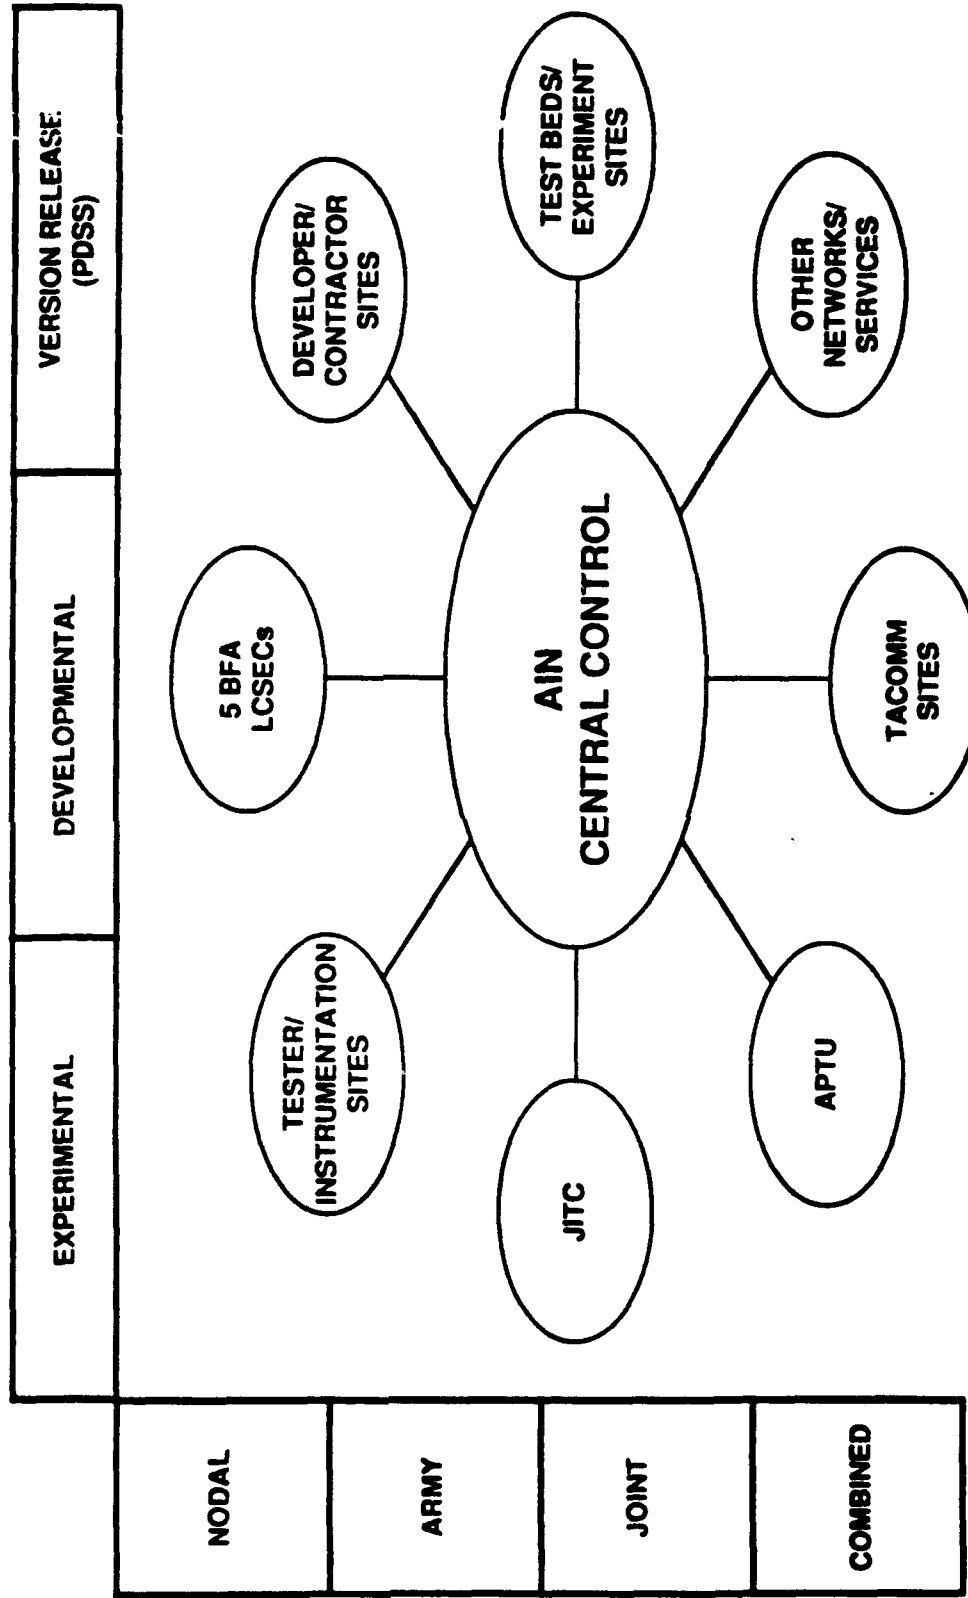 EXPERIMENTAL
DEVELOPMENTAL
VERSION RELEASE
(PDSS)
NODAL
ARMY
JOINT
COMBINED
5 BFA
LCSECs
TESTER/
INSTRUMENTATION
SITES
DEVELOPER/
CONTRACTOR
SITES
JITC
AIN
CENTRAL CONTROL
TEST BEDS/
EXPERIMENT
SITES
APTU
TACOMM
SITES
OTHER
NETWORKS/
SERVICES